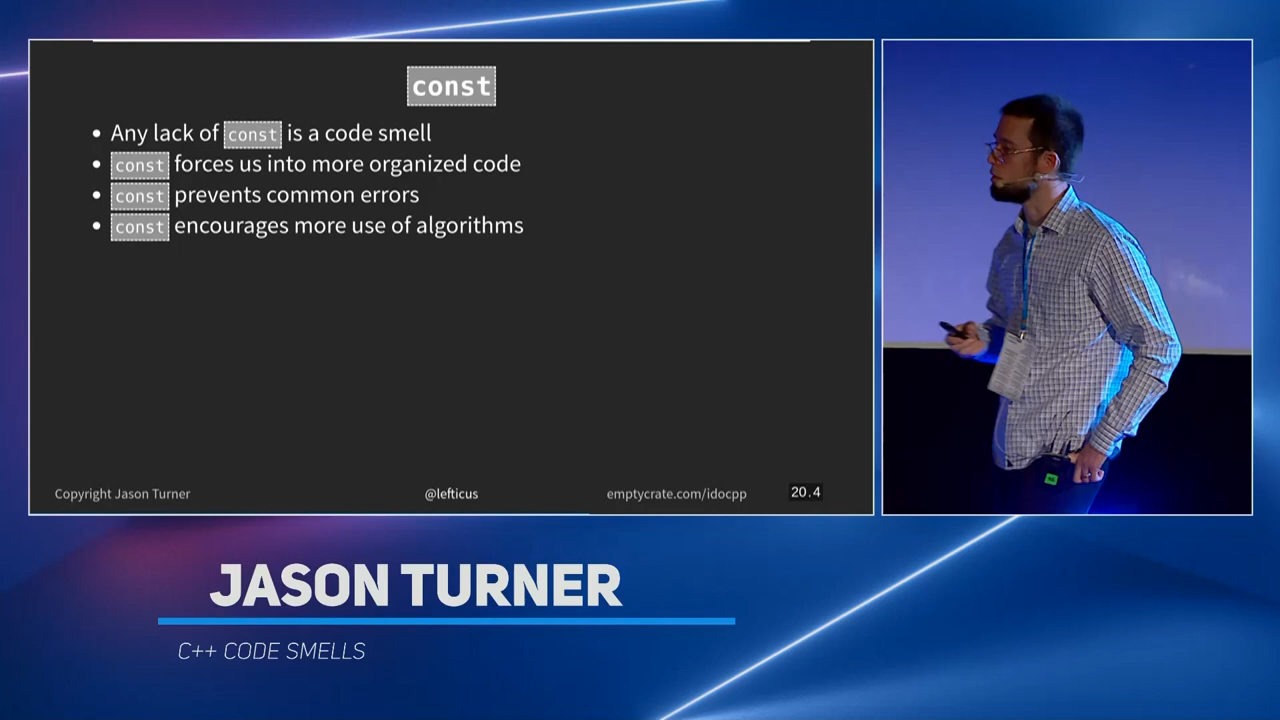 const
Any lack of const is a code smell
const forces us into more organized code
const prevents common errors
const encourages more use of algorithms
Copyright Jason Turner
@lefticus
emptycrate.com/idocpp
20.4
JASON TURNER
C++ CODE SMELLS